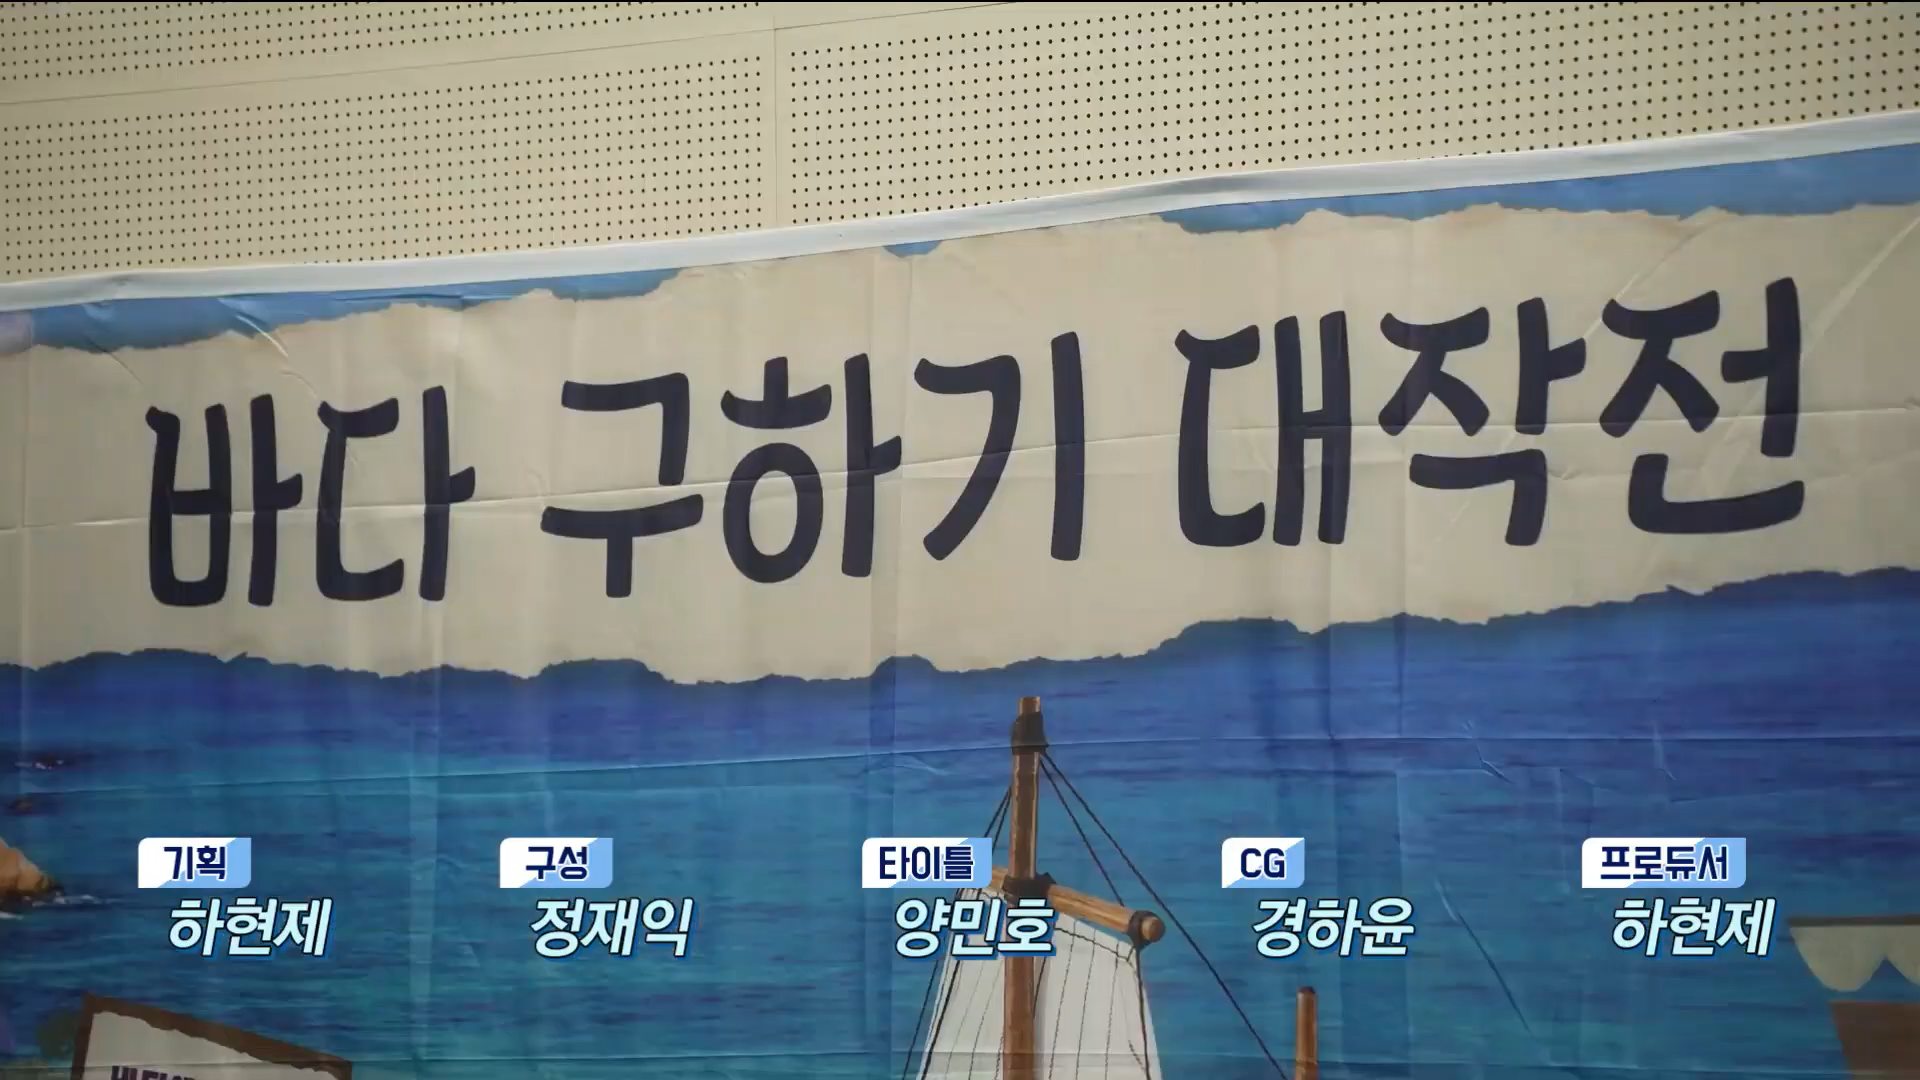 바다 구하기 대작전
기획 구성 타이틀 CG 프로듀서
하현제 정재익 양민호 경하윤 하현제